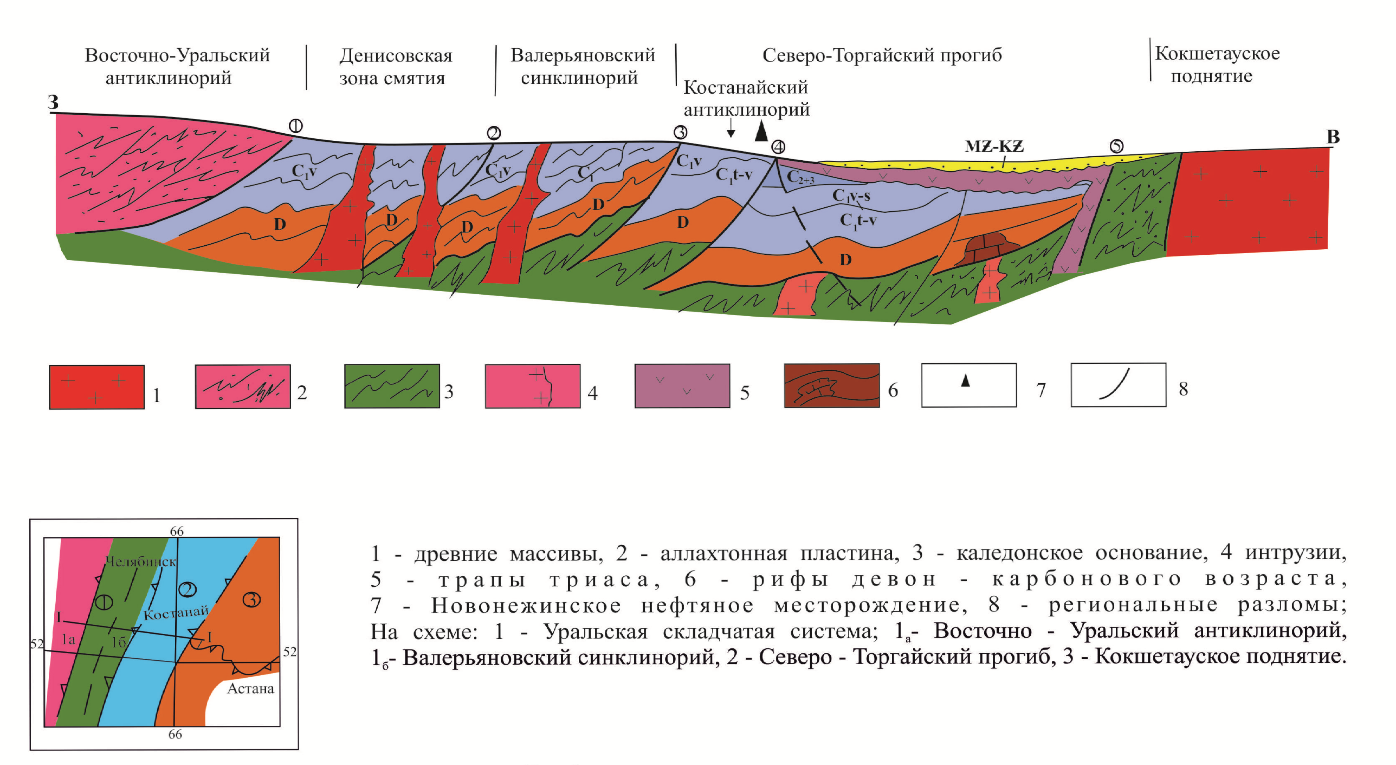 Восточно-Уральский
антиклинорий
Денисовская
зона смятия
Валерьяновский
синклинорий
Северо-Торгайский прогиб
Кокшетауское
поднятие
Костанайский
антиклинорий
З
В
1
2
3
4
5
MZ-KZ
C₁v
C₁v
C₁
C₁v
C₁t-v
C₂₊₃
C₁v-s
C₁t-v
D
D
D
D
D
D
1
2
3
4
5
6
7
8
66
Челябинск
1
2
Костанай
3
1
1
1а
1б
52
52
Астана
66
1 - древние массивы, 2 - аллахтонная пластина, 3 - каледонское основание, 4 интрузии,
5 - трапы триаса, 6 - рифы девон - карбонового возраста,
7 - Новонежинское нефтяное месторождение, 8 - региональные разломы;
На схеме: 1 - Уральская складчатая система; 1а- Восточно - Уральский антиклинорий,
1б- Валерьяновский синклинорий, 2 - Северо - Торгайский прогиб, 3 - Кокшетауское поднятие.